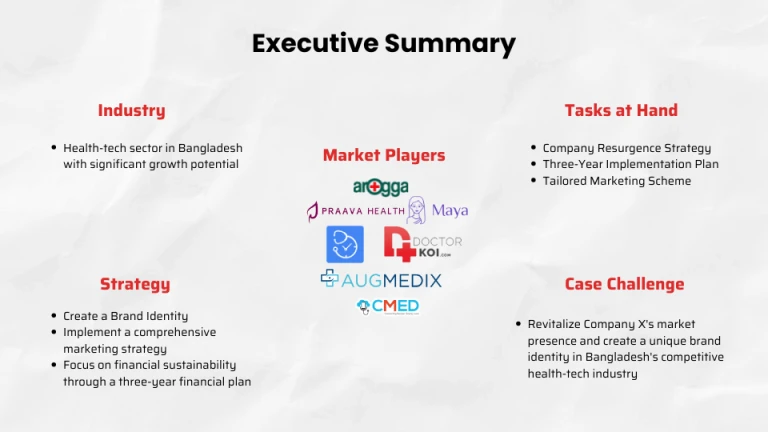 Executive Summary
Industry
Health-tech sector in Bangladesh
with significant growth potential
Strategy
Create a Brand Identity
Implement a comprehensive
marketing strategy
Focus on financial sustainability
through a three-year financial plan
Market Players
arogga
PRAAVA HEALTH
Maya
DOCTOR
KOI.COM
AUGMEDIX
CMED
Tasks at Hand
Company Resurgence Strategy
Three-Year Implementation Plan
Tailored Marketing Scheme
Case Challenge
Revitalize Company X's market
presence and create a unique brand
identity in Bangladesh's competitive
health-tech industry